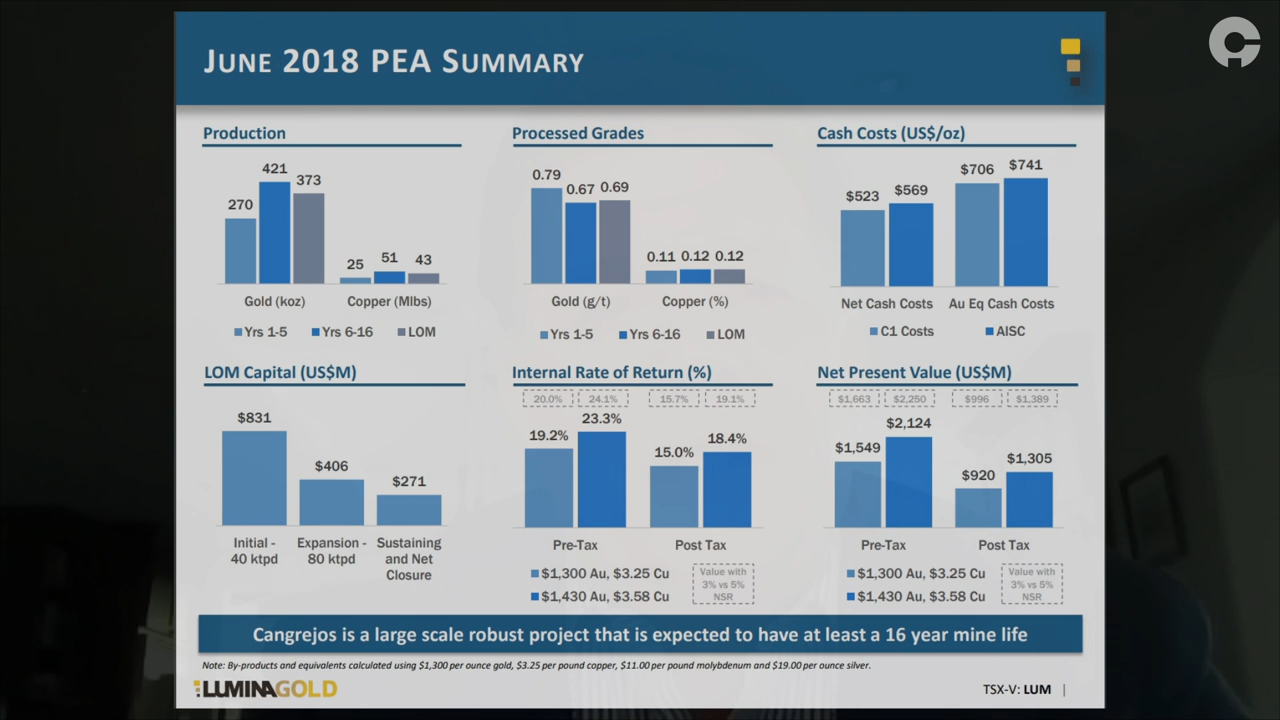 JUNE 2018 PEA SUMMARY
Production
421
373
270
51
43
25
Gold (koz) Copper (Mlbs)
Yrs 1-5 Yrs 6-16 LOM
Processed Grades
0.79
0.67 0.69
0.11 0.12 0.12
Gold (g/t) Copper (%)
Yrs 1-5 Yrs 6-16 LOM
Cash Costs (US$/oz)
$706 $741
$523 $569
Net Cash Costs Au Eq Cash Costs
C1 Costs AISC
LOM Capital (US$M)
$831
$406
$271
Initial - Expansion - Sustaining
40 ktpd 80 ktpd and Net
Closure
Internal Rate of Return (%)
20.0% 24.1% 15.7% 19.1%
23.3%
19.2% 18.4%
15.0%
Pre-Tax Post Tax
$1,300 Au, $3.25 Cu
$1,430 Au, $3.58 Cu
Value with
3% vs 5%
NSR
Net Present Value (US$M)
$1,663 $2,250 $996 $1,389
$2,124
$1,549 $1,305
$920
Pre-Tax Post Tax
$1,300 Au, $3.25 Cu
$1,430 Au, $3.58 Cu
Value with
3% vs 5%
NSR
Cangrejos is a large scale robust project that is expected to have at least a 16 year mine life
Note: By-products and equivalents calculated using $1,300 per ounce gold, $3.25 per pound copper, $11.00 per pound molybdenum and $19.00 per ounce silver.
LUMINAGOLD
TSX-V: LUM |